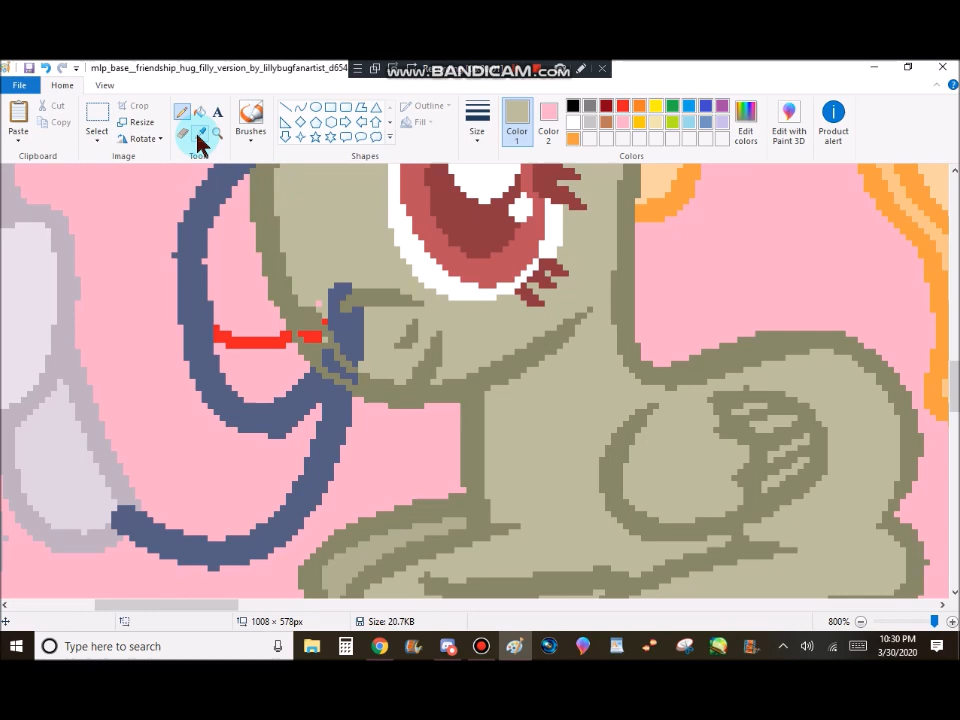 mlp_base__friendship_hug_filly_version_by_lillybugfanartist_d654
www.BANDICAM.com
File
Home
View
Paste
Cut
Copy
Clipboard
Select
Crop
Resize
Rotate
Image
A
Brushes
Shapes
Outline
Fill
Size
Color
1
Color
2
Colors
Edit
colors
Edit with
Paint 3D
Product
alert
1008 × 578px
Size: 20.7KB
800%
Type here to search
10:30 PM
3/30/2020